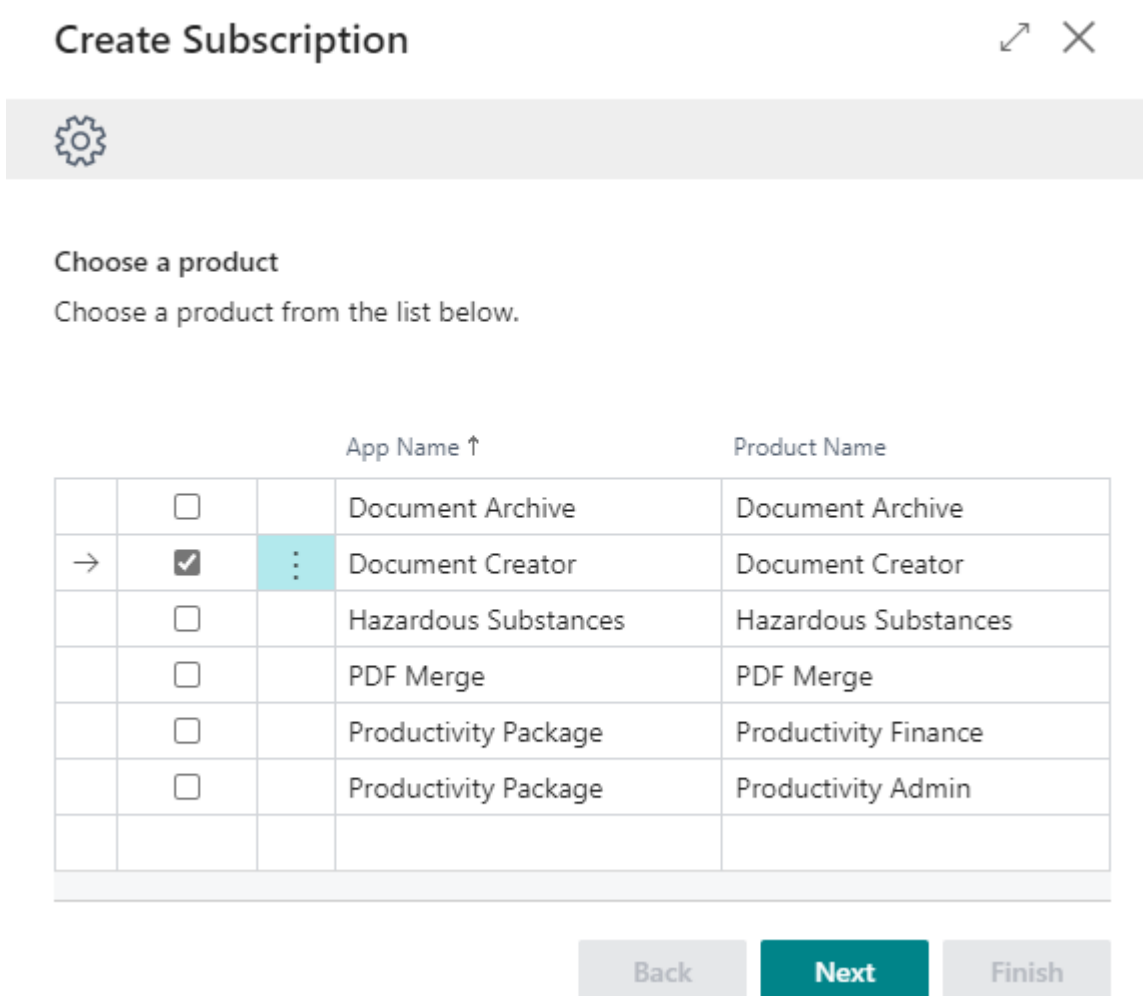 Create Subscription
Choose a product
Choose a product from the list below.
App Name ↑ Product Name
Document Archive Document Archive
Document Creator Document Creator
Hazardous Substances Hazardous Substances
PDF Merge PDF Merge
Productivity Package Productivity Finance
Productivity Package Productivity Admin
Back Next Finish